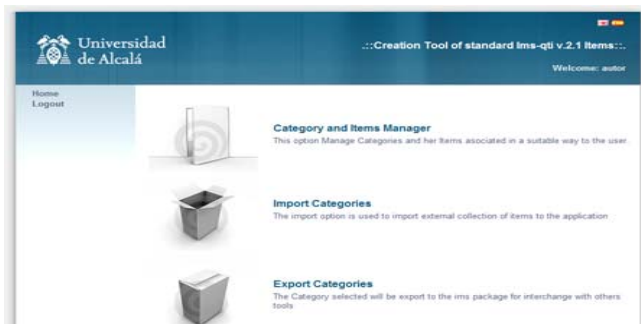 Universidad
de Alcalá
.::Creation Tool of standard Ims-qti v.2.1 Items::.
Welcome: autor
Home
Logout
Category and Items Manager
This option Manage Categories and her Items asociated in a suitable way to the user
Import Categories
The import option is used to import external collection of items to the application
Export Categories
The Category selected will be export to the ims package for interchange with others
tools